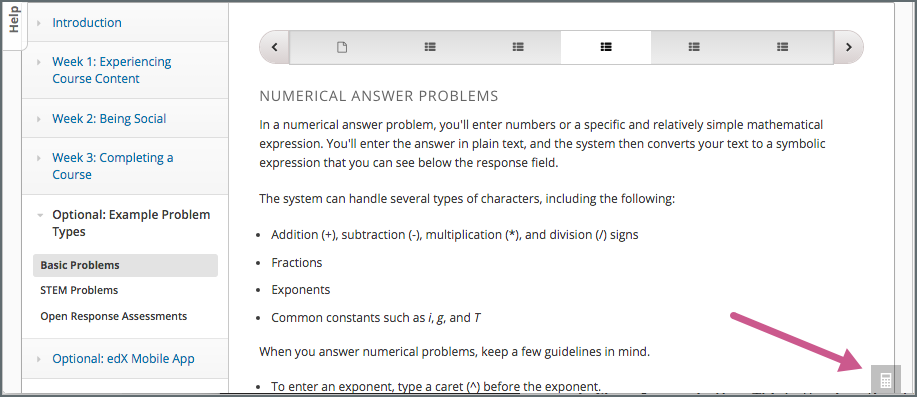 Help
Introduction
Week 1: Experiencing
Course Content
Week 2: Being Social
Week 3: Completing a
Course
Optional: Example Problem
Types
Basic Problems
STEM Problems
Open Response Assessments
Optional: edX Mobile App
NUMERICAL ANSWER PROBLEMS
In a numerical answer problem, you'll enter numbers or a specific and relatively simple mathematical
expression. You'll enter the answer in plain text, and the system then converts your text to a symbolic
expression that you can see below the response field.
The system can handle several types of characters, including the following:
• Addition (+), subtraction (-), multiplication (*), and division (/) signs
• Fractions
• Exponents
• Common constants such as i, g, and T
When you answer numerical problems, keep a few guidelines in mind.
• To enter an exponent, type a caret (^) before the exponent.